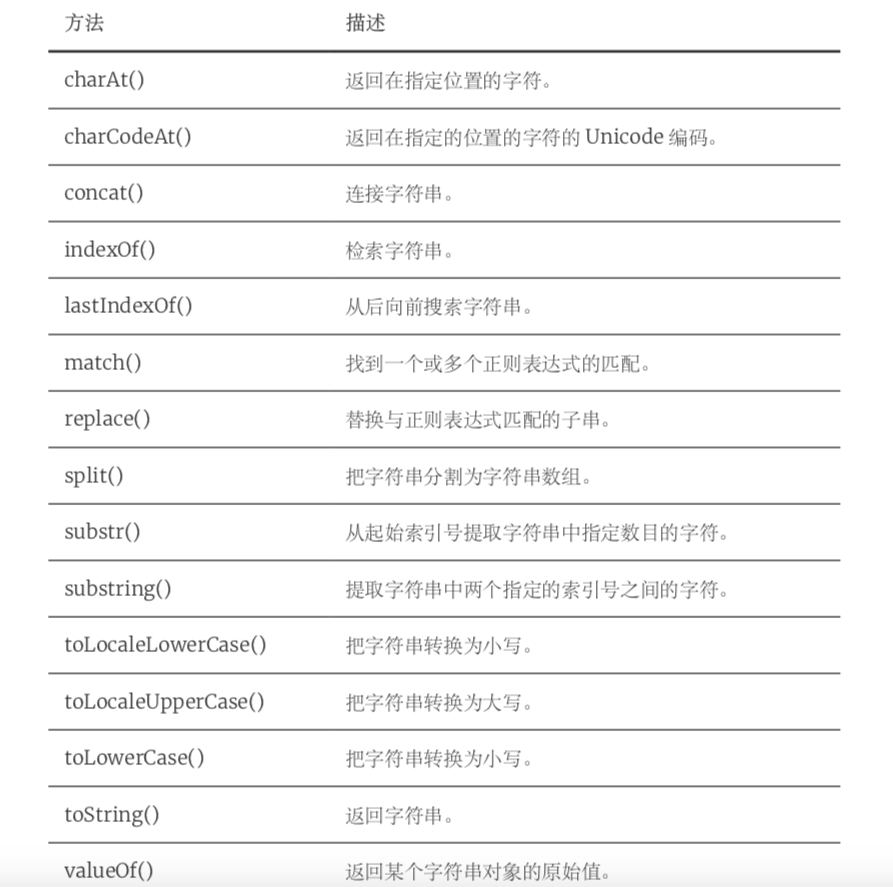 方法 描述
charAt() 返回在指定位置的字符。
charCodeAt() 返回在指定的位置的字符的 Unicode 编码。
concat() 连接字符串。
indexOf() 检索字符串。
lastIndexOf() 从后向前搜索字符串。
match() 找到一个或多个正则表达式的匹配。
replace() 替换与正则表达式匹配的子串。
split() 把字符串分割为字符串数组。
substr() 从起始索引号提取字符串中指定数目的字符。
substring() 提取字符串中两个指定的索引号之间的字符。
toLocaleLowerCase() 把字符串转换为小写。
toLocaleUpperCase() 把字符串转换为大写。
toLowerCase() 把字符串转换为小写。
toString() 返回字符串。
valueOf() 返回某个字符串对象的原始值。